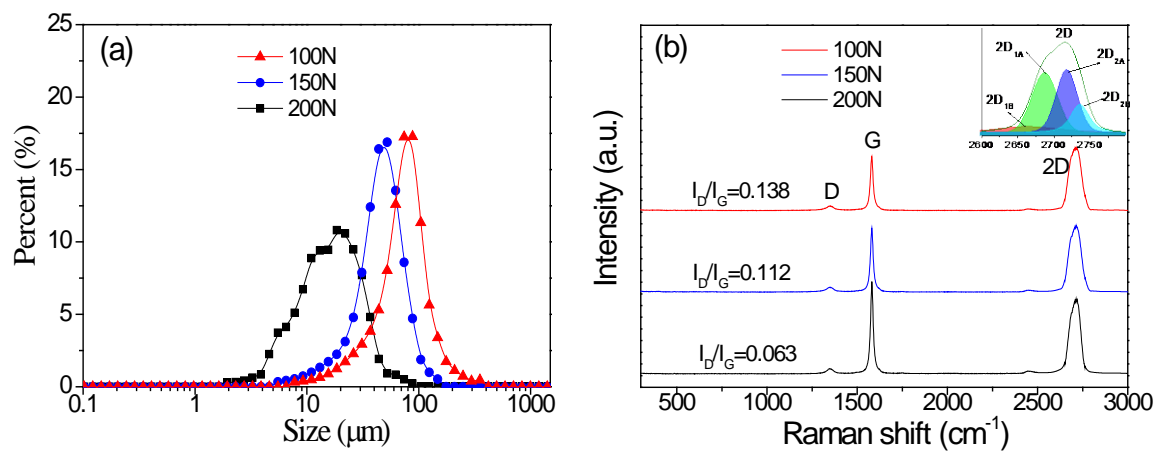 (a)
100N
150N
200N
25
20
15
10
5
0
Percent (%)
0.1
1
10
100
1000
Size (μm)
(b)
100N
150N
200N
2D
2D1A
2D2A
2D1B
2600
2650
2700
2750
G
D
2D
ID/IG=0.138
ID/IG=0.112
ID/IG=0.063
Intensity (a.u.)
500
1000
1500
2000
2500
3000
Raman shift (cm-1)